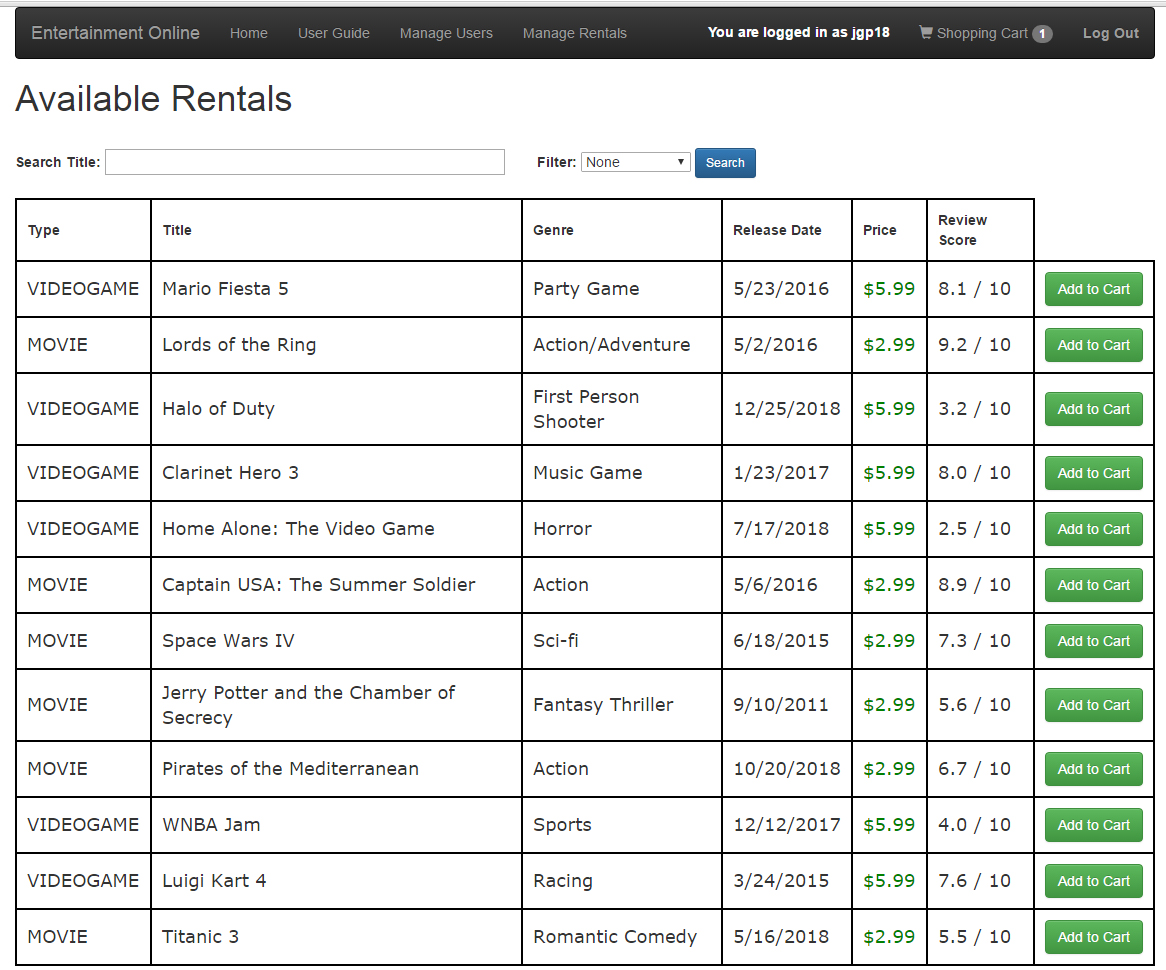 Entertainment Online Home User Guide Manage Users Manage Rentals You are logged in as jgp18 Shopping Cart 1 Log Out
Available Rentals
Search Title: Filter: None Search
Type Title Genre Release Date Price Review
Score
VIDEOGAME Mario Fiesta 5 Party Game 5/23/2016 $5.99 8.1 / 10 Add to Cart
MOVIE Lords of the Ring Action/Adventure 5/2/2016 $2.99 9.2 / 10 Add to Cart
VIDEOGAME Halo of Duty First Person
Shooter 12/25/2018 $5.99 3.2 / 10 Add to Cart
VIDEOGAME Clarinet Hero 3 Music Game 1/23/2017 $5.99 8.0 / 10 Add to Cart
VIDEOGAME Home Alone: The Video Game Horror 7/17/2018 $5.99 2.5 / 10 Add to Cart
MOVIE Captain USA: The Summer Soldier Action 5/6/2016 $2.99 8.9 / 10 Add to Cart
MOVIE Space Wars IV Sci-fi 6/18/2015 $2.99 7.3 / 10 Add to Cart
MOVIE Jerry Potter and the Chamber of
Secrecy Fantasy Thriller 9/10/2011 $2.99 5.6 / 10 Add to Cart
MOVIE Pirates of the Mediterranean Action 10/20/2018 $2.99 6.7 / 10 Add to Cart
VIDEOGAME WNBA Jam Sports 12/12/2017 $5.99 4.0 / 10 Add to Cart
VIDEOGAME Luigi Kart 4 Racing 3/24/2015 $5.99 7.6 / 10 Add to Cart
MOVIE Titanic 3 Romantic Comedy 5/16/2018 $2.99 5.5 / 10 Add to Cart